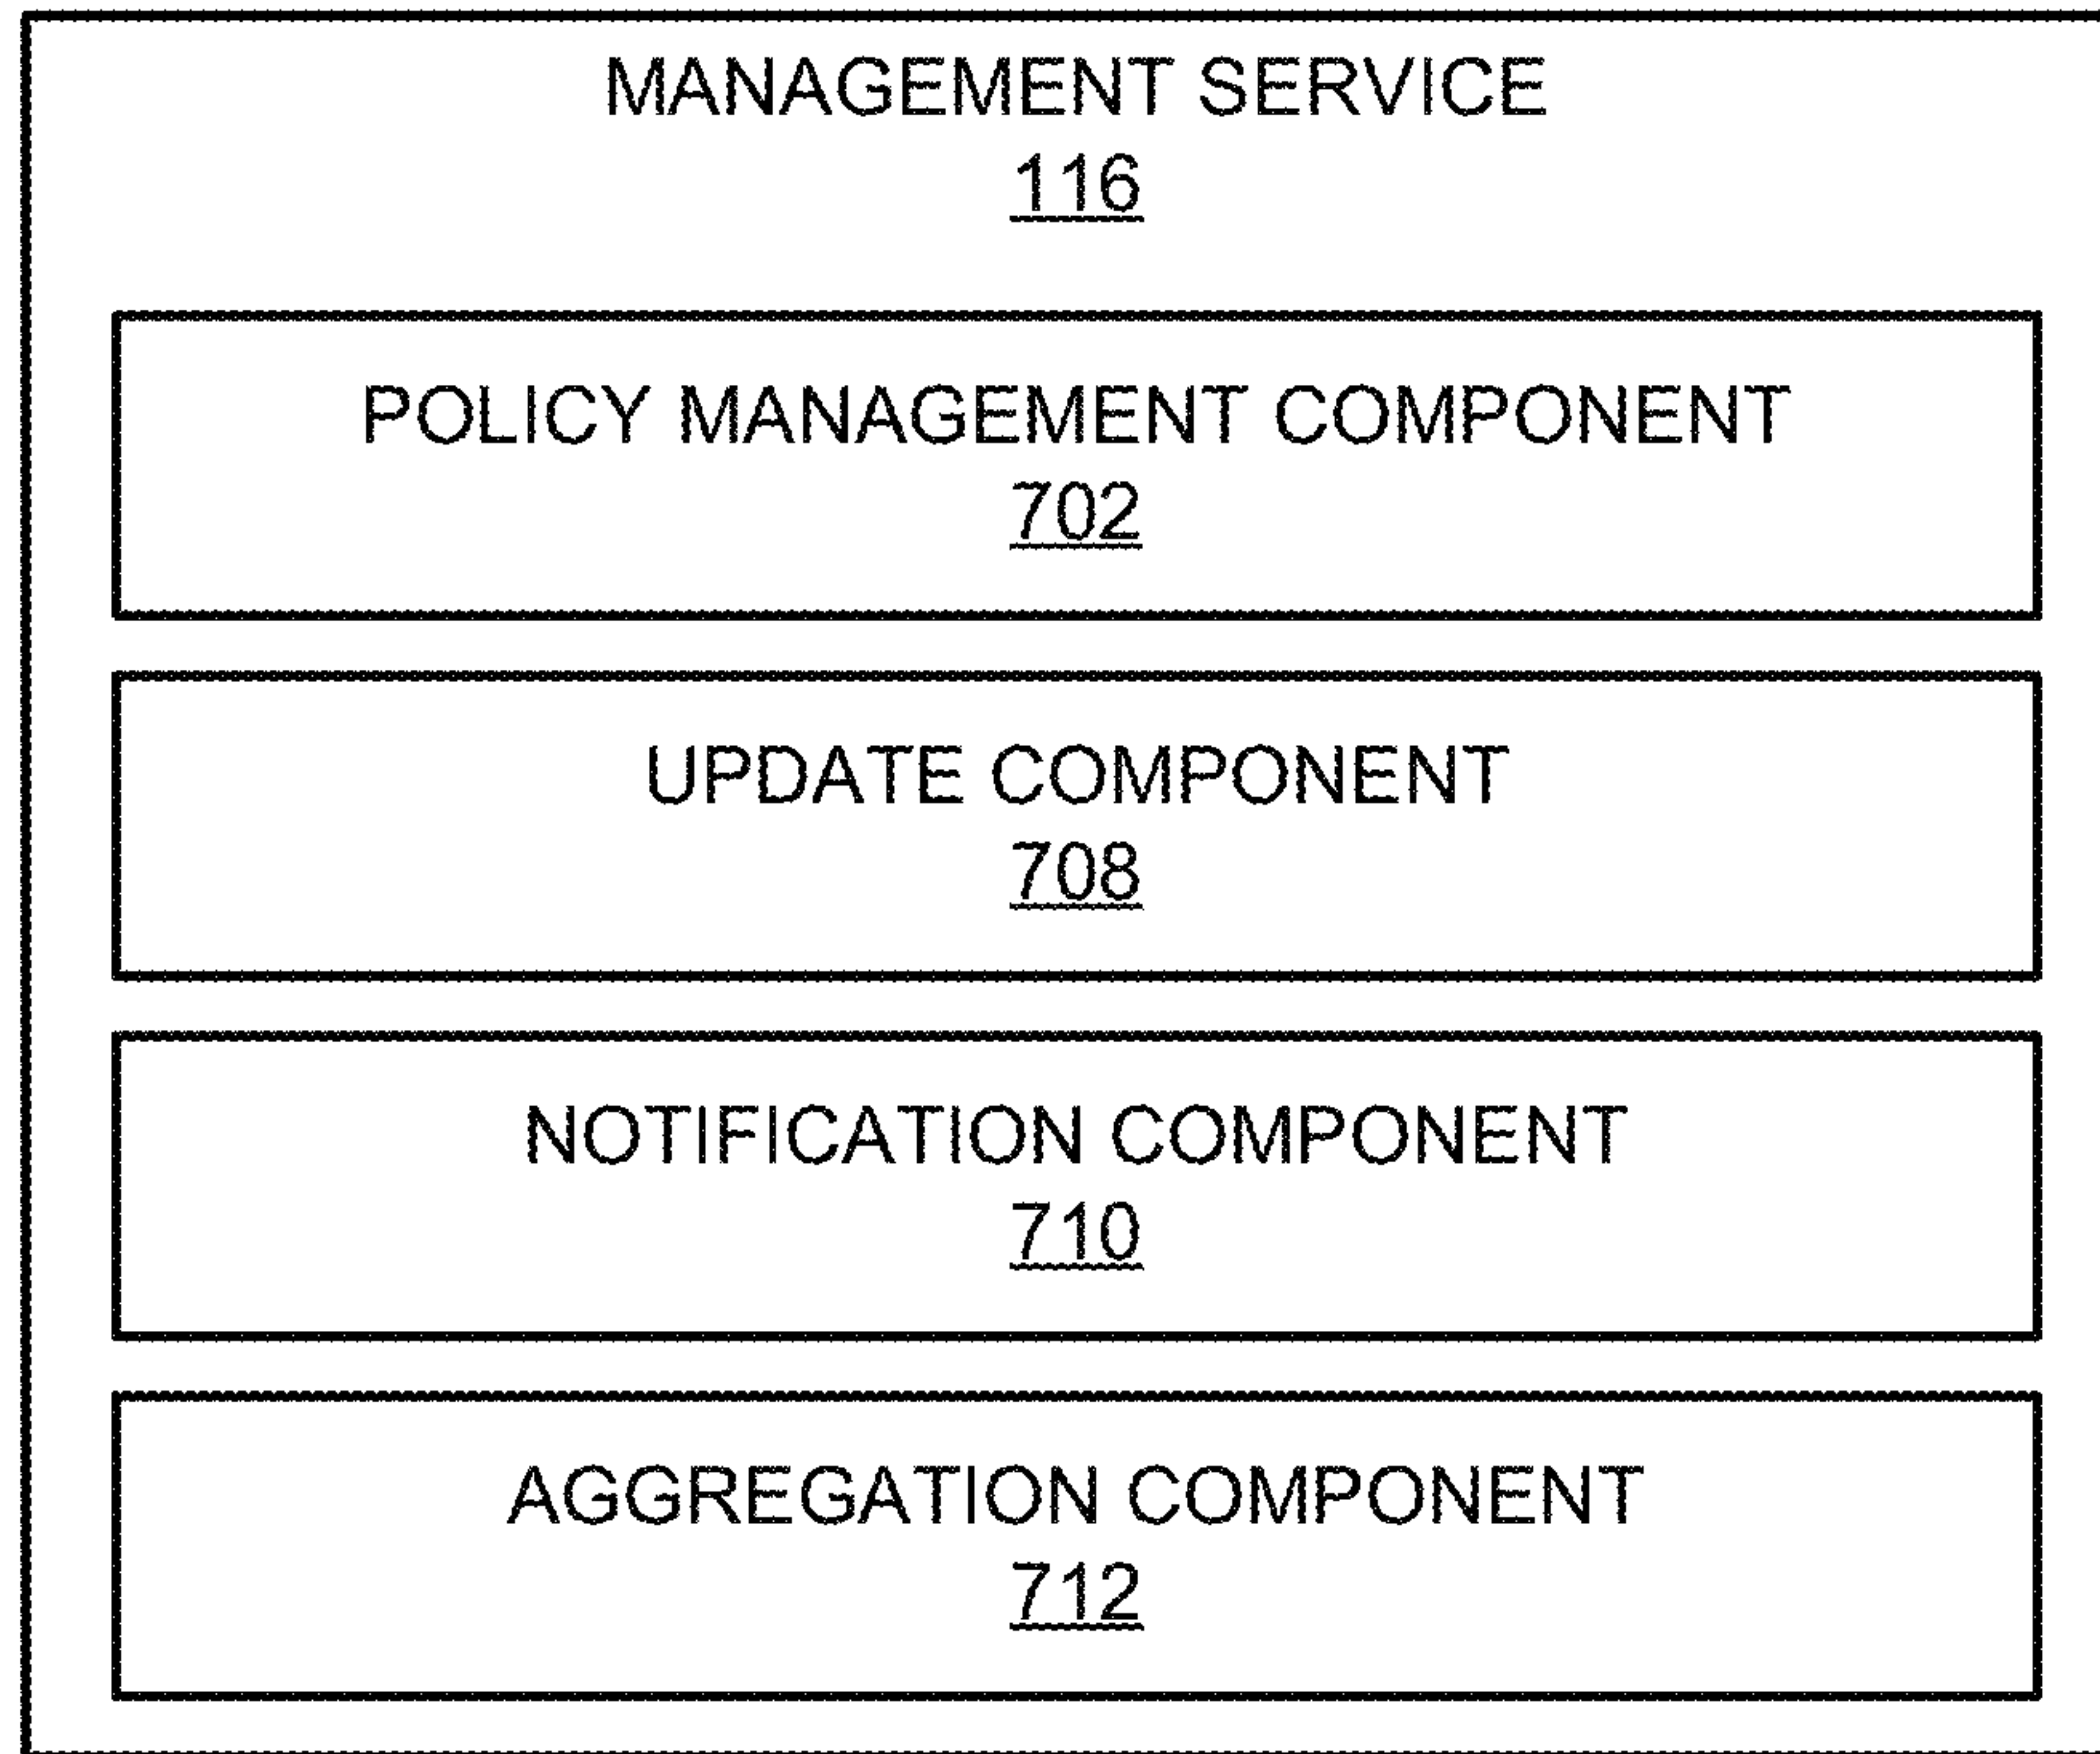 MANAGEMENT SERVICE
116
POLICY MANAGEMENT COMPONENT
702
UPDATE COMPONENT
708
NOTIFICATION COMPONENT
710
AGGREGATION COMPONENT
712